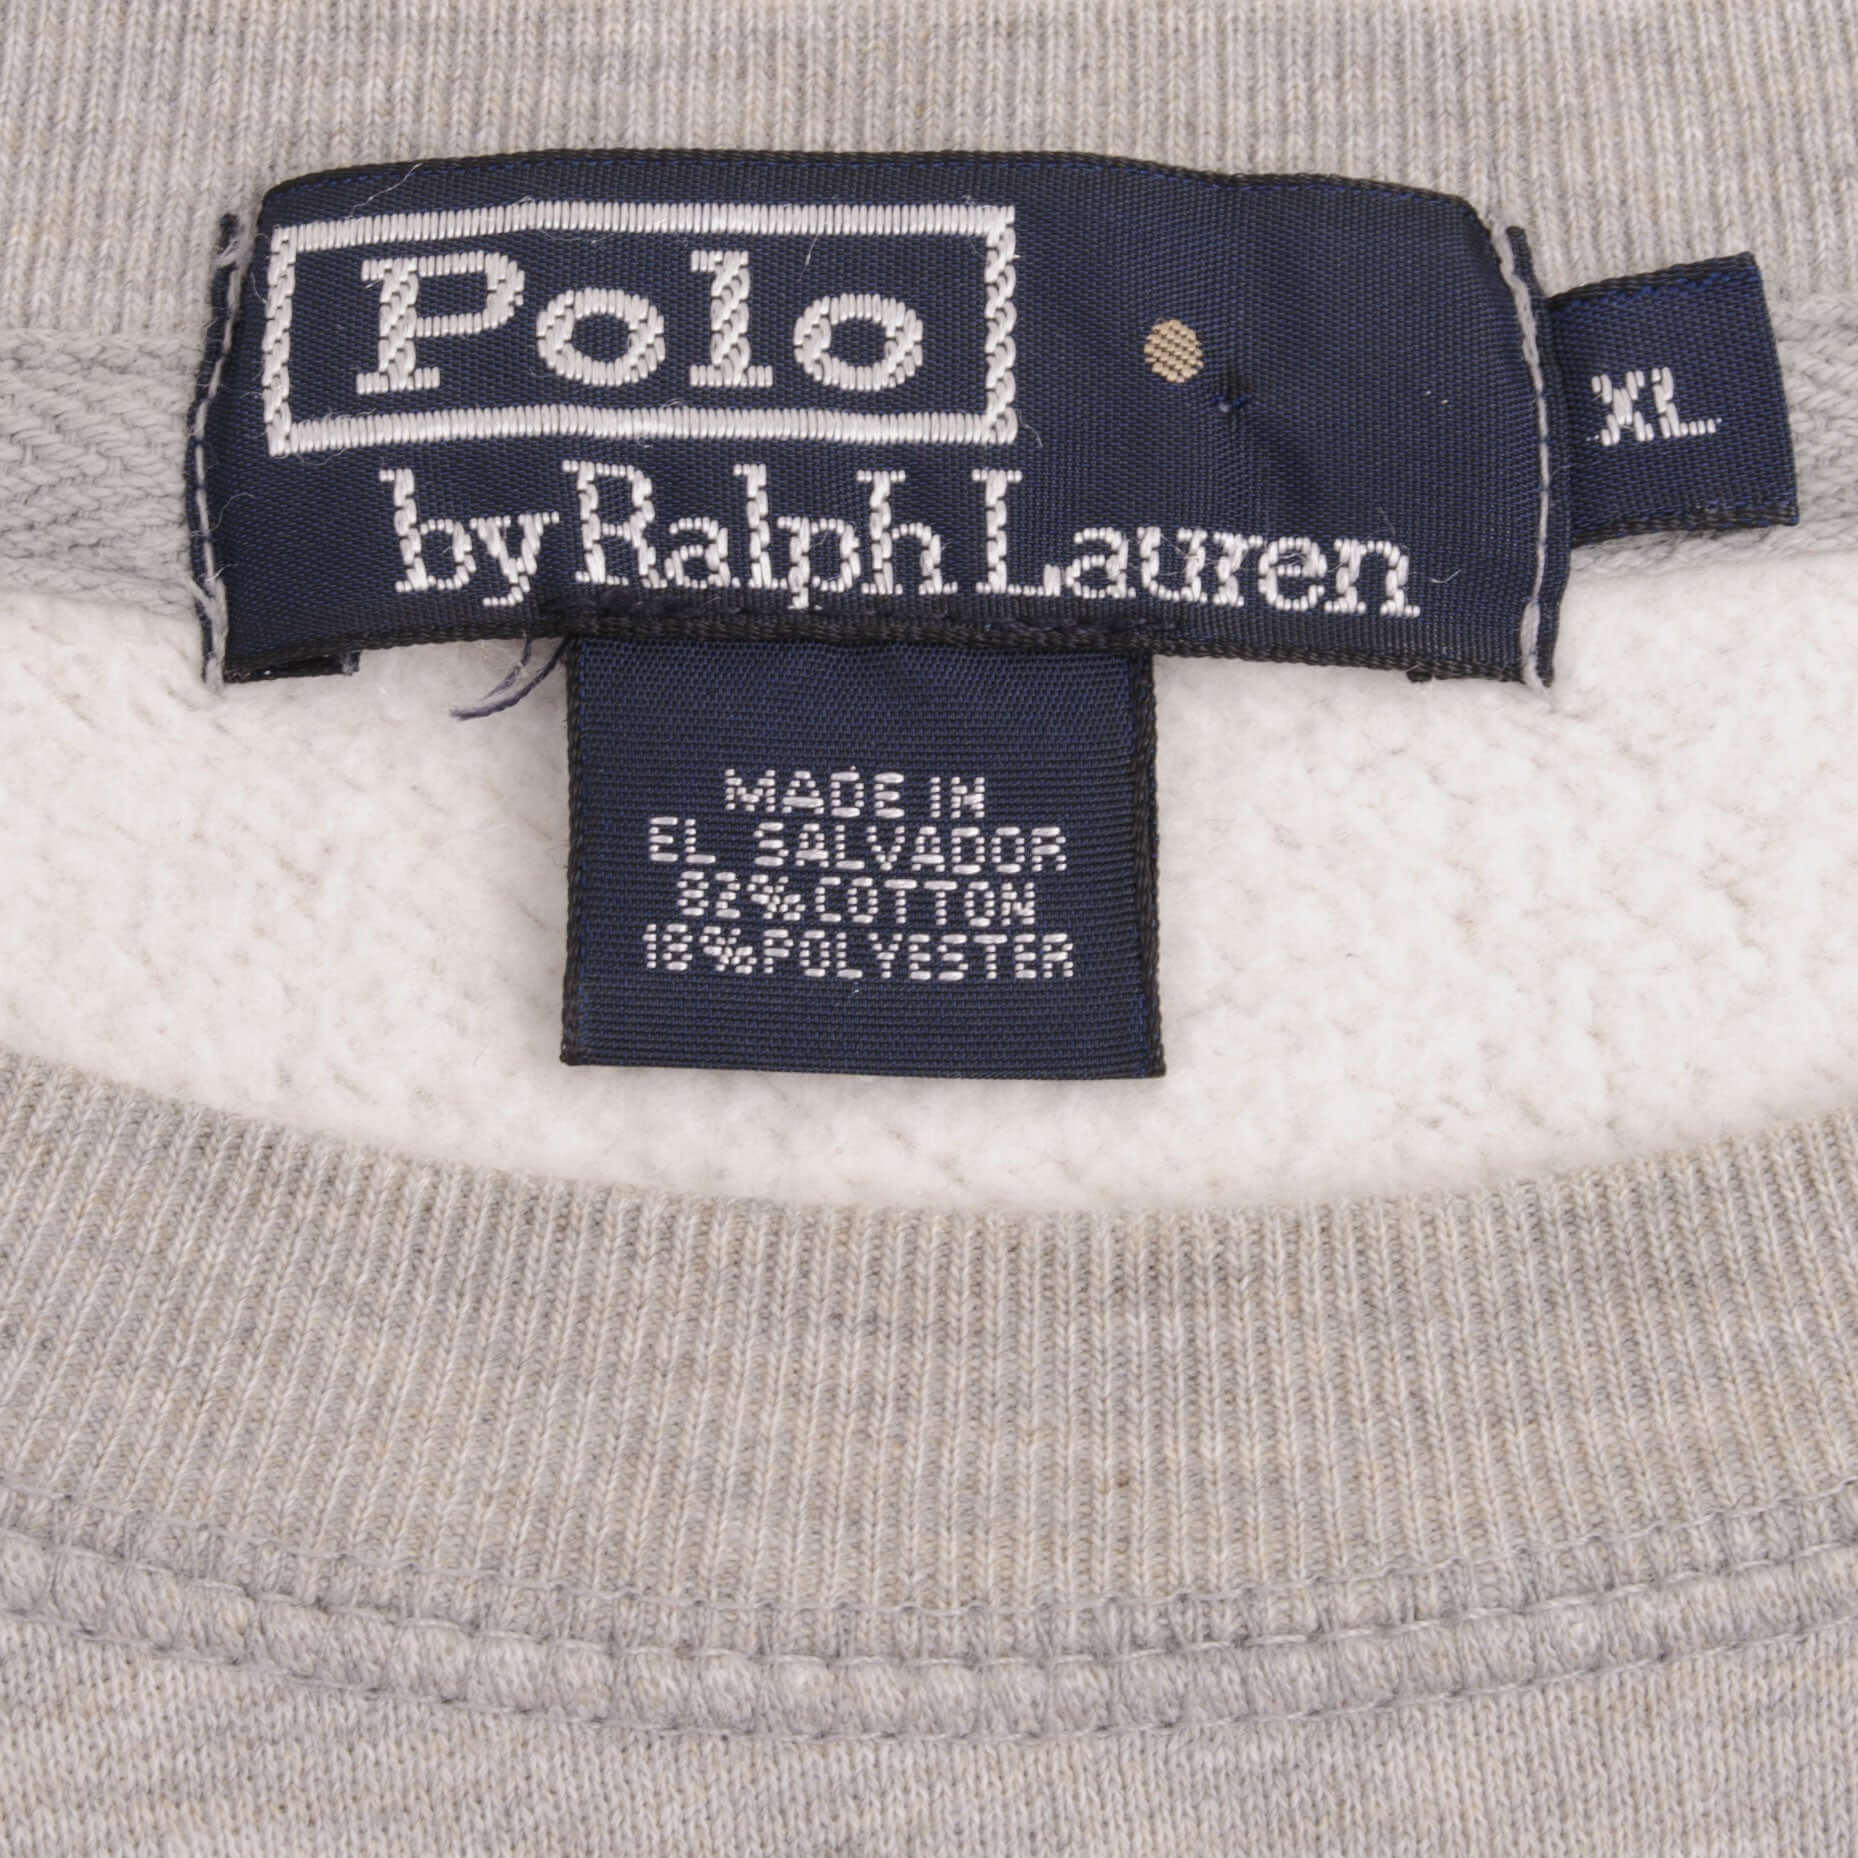 Polo
by Ralph Lauren
XL
MADE IN
EL SALVADOR
82%COTTON
18%POLYESTER